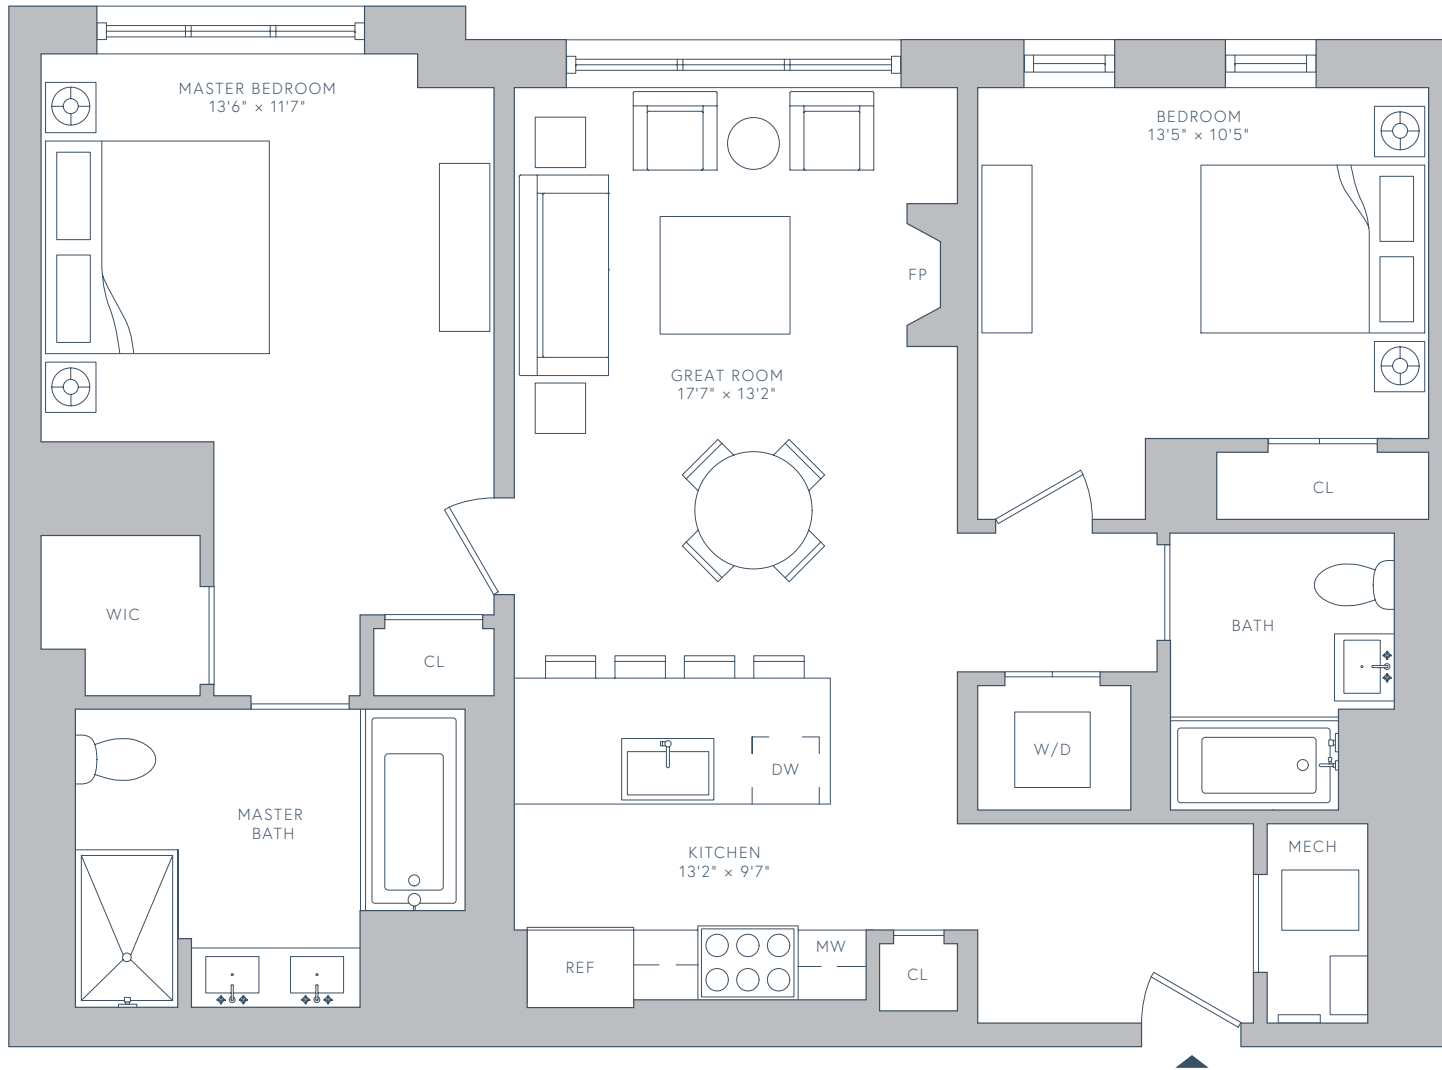 MASTER BEDROOM
13'6" × 11'7"
BEDROOM
13'5" × 10'5"
FP
GREAT ROOM
17'7" × 13'2"
CL
WIC
CL
BATH
W/D
DW
MASTER
BATH
KITCHEN
13'2" × 9'7"
MECH
REF
MW
CL